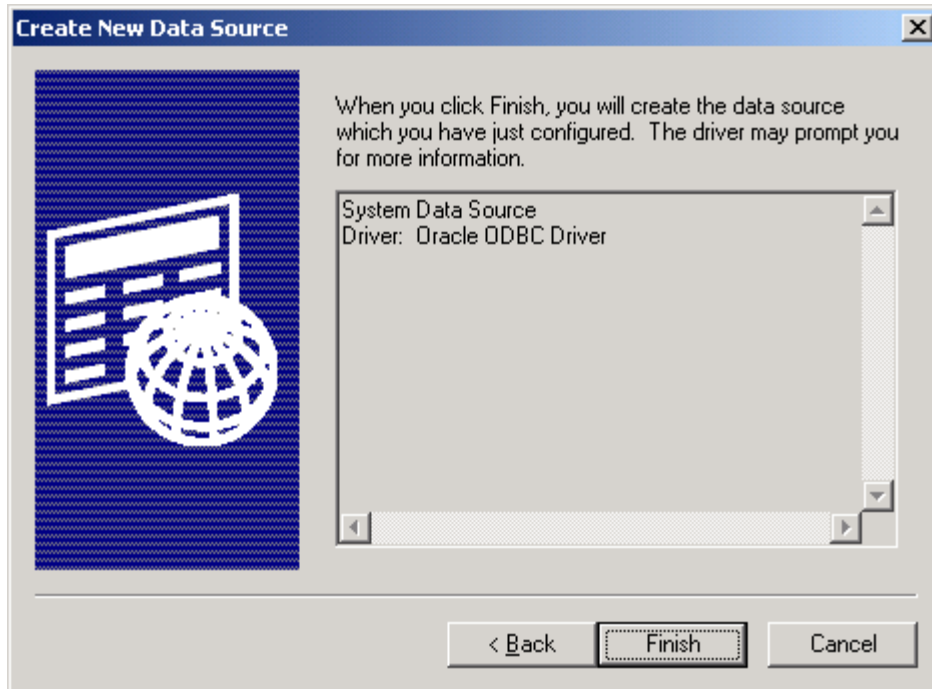 Create New Data Source
When you click Finish, you will create the data source
which you have just configured.  The driver may prompt you
for more information.
System Data Source
Driver:  Oracle ODBC Driver
< Back
Finish
Cancel